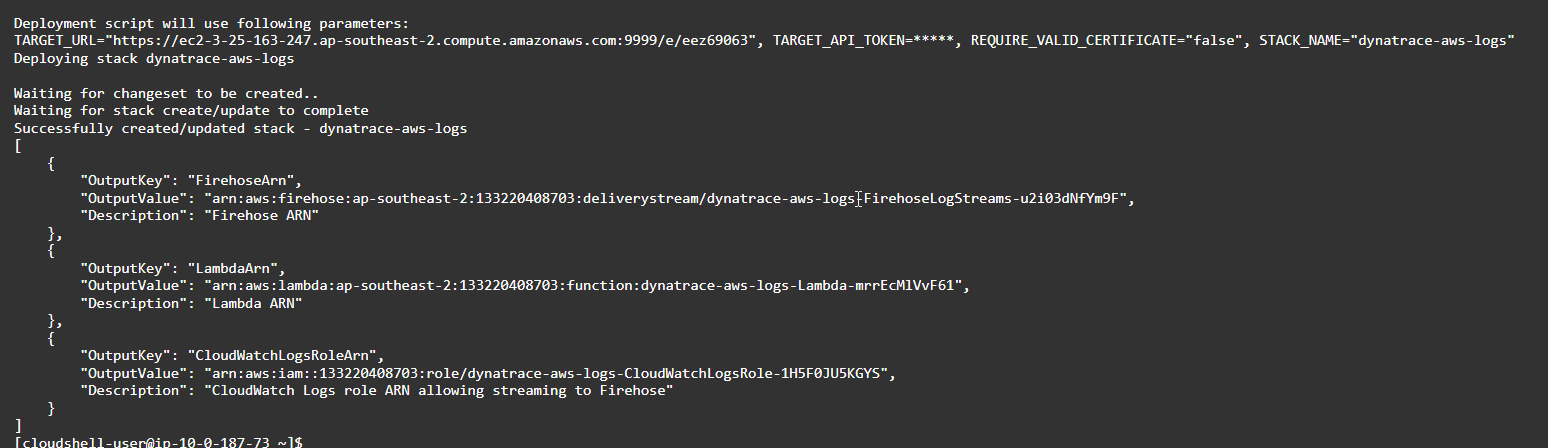 Deployment script will use following parameters:
TARGET_URL="https://ec2-3-25-163-247.ap-southeast-2.compute.amazonaws.com:9999/e/eez69063", TARGET_API_TOKEN=*****, REQUIRE_VALID_CERTIFICATE="false", STACK_NAME="dynatrace-aws-logs"
Deploying stack dynatrace-aws-logs
Waiting for changeset to be created..
Waiting for stack create/update to complete
Successfully created/updated stack - dynatrace-aws-logs
[
    {
        "OutputKey": "FirehoseArn",
        "OutputValue": "arn:aws:firehose:ap-southeast-2:133220408703:deliverystream/dynatrace-aws-logs-FirehoseLogStreams-u2i03dNfYm9F",
        "Description": "Firehose ARN"
    },
    {
        "OutputKey": "LambdaArn",
        "OutputValue": "arn:aws:lambda:ap-southeast-2:133220408703:function:dynatrace-aws-logs-Lambda-mrrEcMlVvF61",
        "Description": "Lambda ARN"
    },
    {
        "OutputKey": "CloudWatchLogsRoleArn",
        "OutputValue": "arn:aws:iam::133220408703:role/dynatrace-aws-logs-CloudWatchLogsRole-1H5F0JU5KGYS",
        "Description": "CloudWatch Logs role ARN allowing streaming to Firehose"
    }
]
[cloudshell-user@ip-10-0-187-73 ~]$